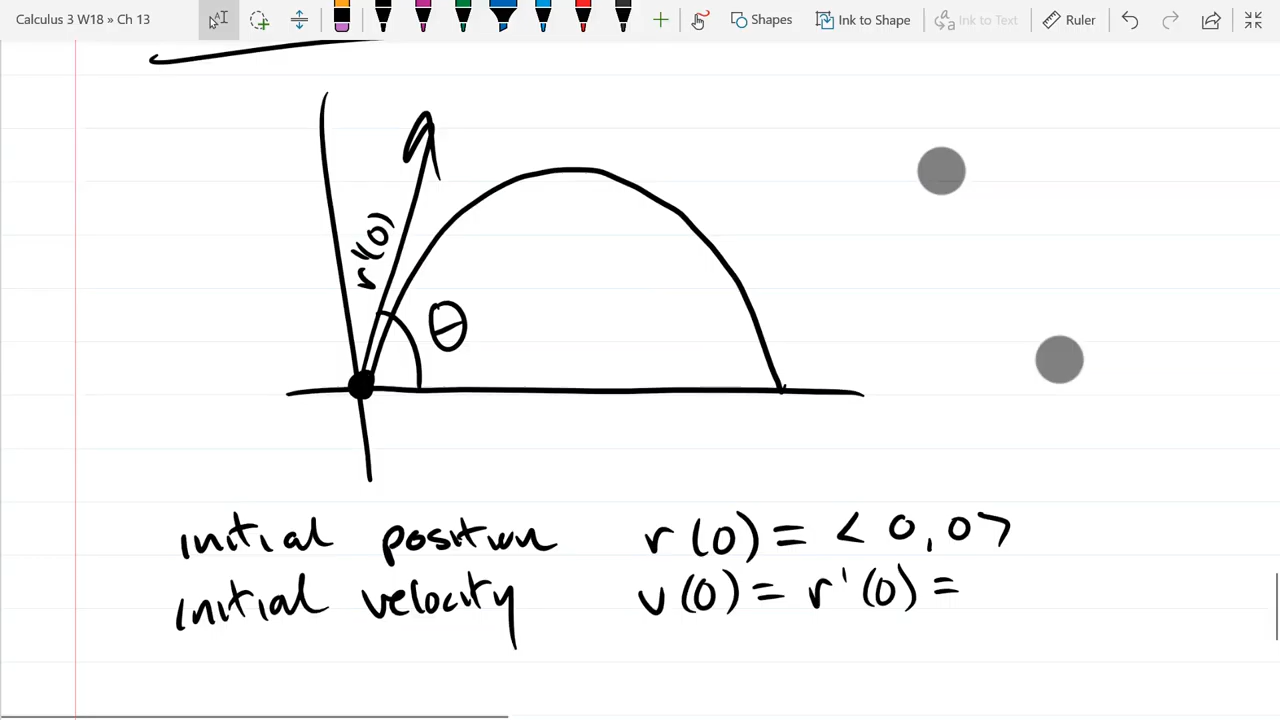 Calculus 3 W18 » Ch 13
Shapes
Ink to Shape
Ink to Text
Ruler
r'(0)
θ
initial position r(0) = < 0, 0 >
initial velocity v(0) = r'(0) =